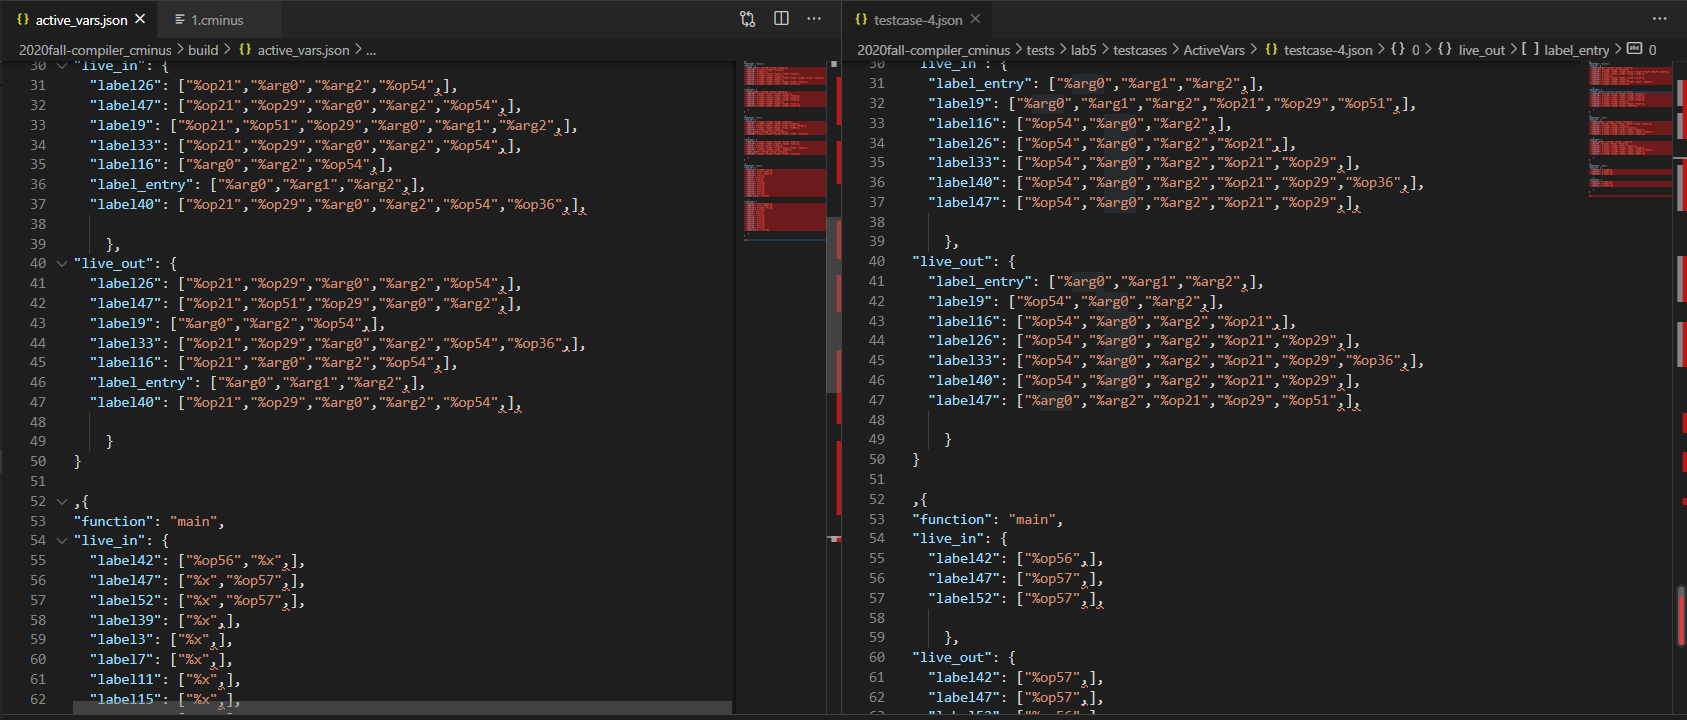 active_vars.json
1.cminus
2020fall-compiler_cminus > build > active_vars.json > ...
30 "live_in": {
31 "label26": ["%op21","%arg0","%arg2","%op54",],
32 "label47": ["%op21","%op29","%arg0","%arg2","%op54",],
33 "label9": ["%op21","%op51","%op29","%arg0","%arg1","%arg2",],
34 "label33": ["%op21","%op29","%arg0","%arg2","%op54",],
35 "label16": ["%arg0","%arg2","%op54",],
36 "label_entry": ["%arg0","%arg1","%arg2",],
37 "label40": ["%op21","%op29","%arg0","%arg2","%op54","%op36",],
38
39 },
40 "live_out": {
41 "label26": ["%op21","%op29","%arg0","%arg2","%op54",],
42 "label47": ["%op21","%op51","%op29","%arg0","%arg2",],
43 "label9": ["%arg0","%arg2","%op54",],
44 "label33": ["%op21","%op29","%arg0","%arg2","%op54","%op36",],
45 "label16": ["%op21","%arg0","%arg2","%op54",],
46 "label_entry": ["%arg0","%arg1","%arg2",],
47 "label40": ["%op21","%op29","%arg0","%arg2","%op54",],
48
49 }
50 }
51
52 ,{
53 "function": "main",
54 "live_in": {
55 "label42": ["%op56","%x",],
56 "label47": ["%x","%op57",],
57 "label52": ["%x","%op57",],
58 "label39": ["%x",],
59 "label3": ["%x",],
60 "label7": ["%x",],
61 "label11": ["%x",],
62 "label15": ["%x",],
testcase-4.json
2020fall-compiler_cminus > tests > lab5 > testcases > ActiveVars > testcase-4.json > {} 0 > {} live_out > [ ] label_entry > 0
30 "live_in": {
31 "label_entry": ["%arg0","%arg1","%arg2",],
32 "label9": ["%arg0","%arg1","%arg2","%op21","%op29","%op51",],
33 "label16": ["%op54","%arg0","%arg2",],
34 "label26": ["%op54","%arg0","%arg2","%op21",],
35 "label33": ["%op54","%arg0","%arg2","%op21","%op29",],
36 "label40": ["%op54","%arg0","%arg2","%op21","%op29","%op36",],
37 "label47": ["%op54","%arg0","%arg2","%op21","%op29",],
38
39 },
40 "live_out": {
41 "label_entry": ["%arg0","%arg1","%arg2",],
42 "label9": ["%op54","%arg0","%arg2",],
43 "label16": ["%op54","%arg0","%arg2","%op21",],
44 "label26": ["%op54","%arg0","%arg2","%op21","%op29",],
45 "label33": ["%op54","%arg0","%arg2","%op21","%op29","%op36",],
46 "label40": ["%op54","%arg0","%arg2","%op21","%op29",],
47 "label47": ["%arg0","%arg2","%op21","%op29","%op51",],
48
49 }
50 }
51
52 ,{
53 "function": "main",
54 "live_in": {
55 "label42": ["%op56",],
56 "label47": ["%op57",],
57 "label52": ["%op57",],
58
59 },
60 "live_out": {
61 "label42": ["%op57",],
62 "label47": ["%op57",],